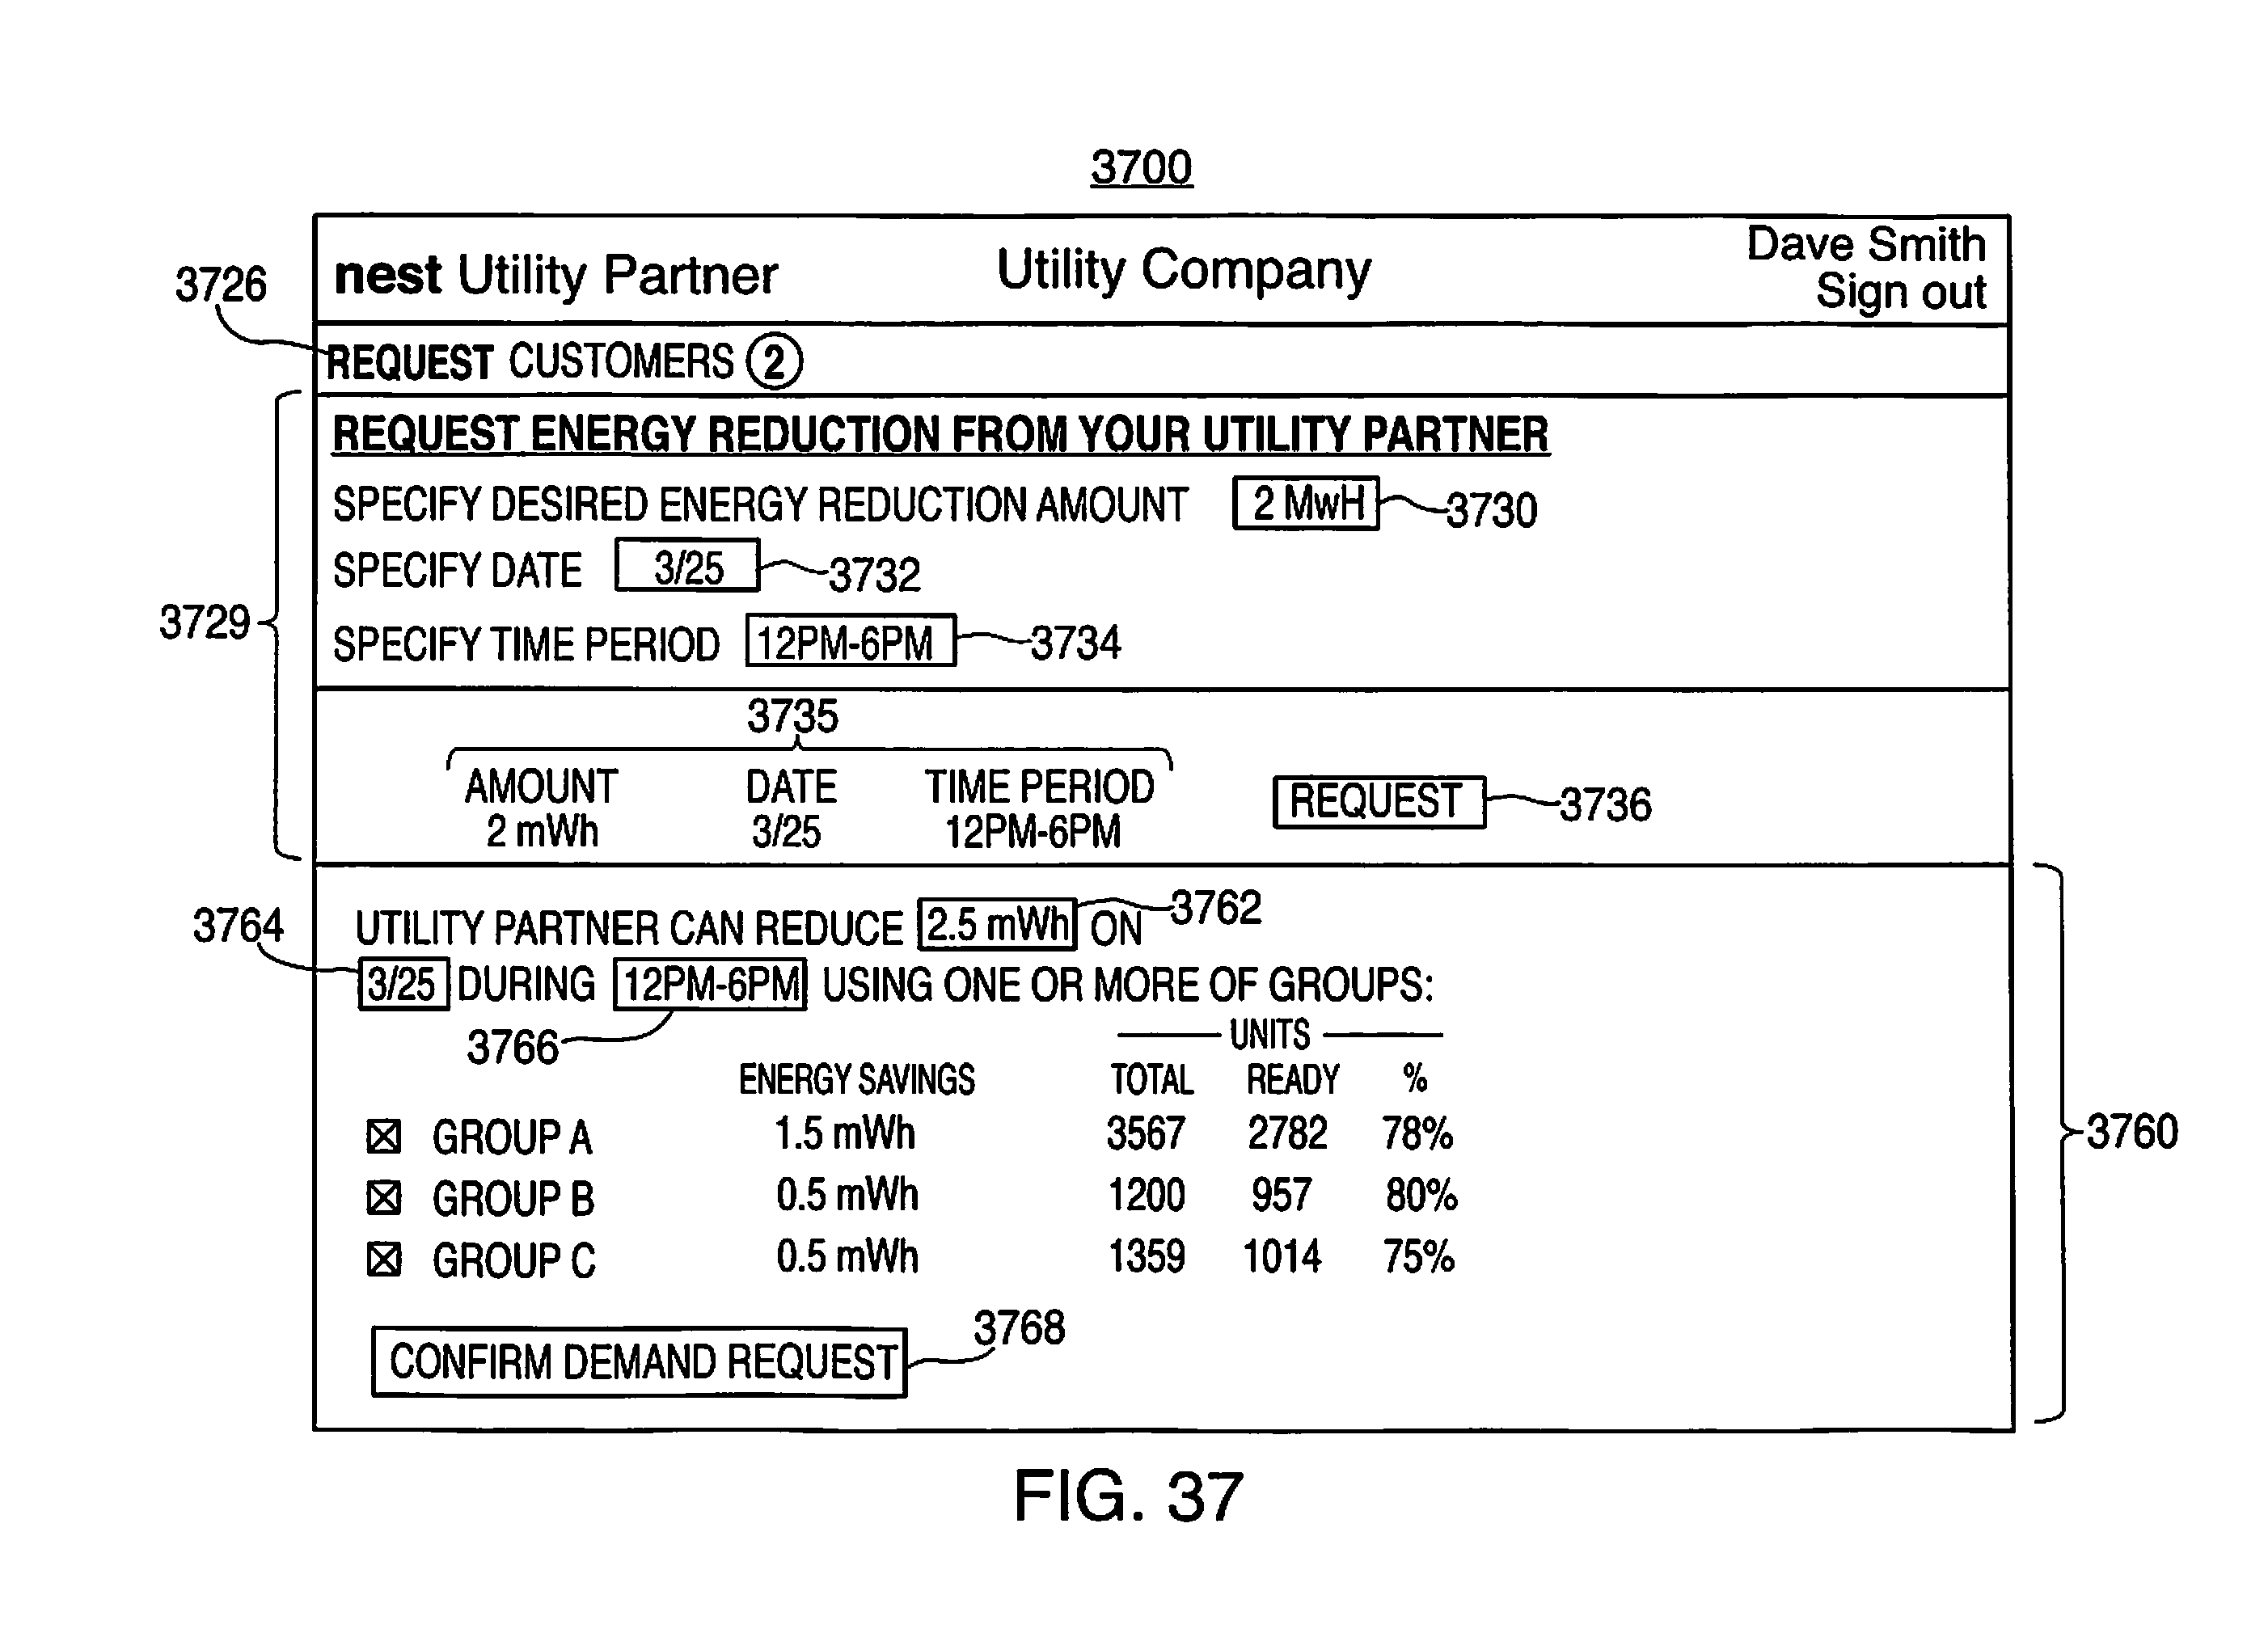 3700
nest Utility Partner Utility Company Dave Smith
Sign out
3726
REQUEST CUSTOMERS 2
REQUEST ENERGY REDUCTION FROM YOUR UTILITY PARTNER
SPECIFY DESIRED ENERGY REDUCTION AMOUNT 2 MwH 3730
SPECIFY DATE 3/25 3732
3729
SPECIFY TIME PERIOD 12PM-6PM 3734
3735
AMOUNT DATE TIME PERIOD
REQUEST 3736
2 mWh 3/25 12PM-6PM
3764
UTILITY PARTNER CAN REDUCE 2.5 mWh ON 3762
3/25 DURING 12PM-6PM USING ONE OR MORE OF GROUPS:
3766
UNITS
ENERGY SAVINGS TOTAL READY %
GROUP A 1.5 mWh 3567 2782 78%
3760
GROUP B 0.5 mWh 1200 957 80%
GROUP C 0.5 mWh 1359 1014 75%
3768
CONFIRM DEMAND REQUEST
FIG. 37